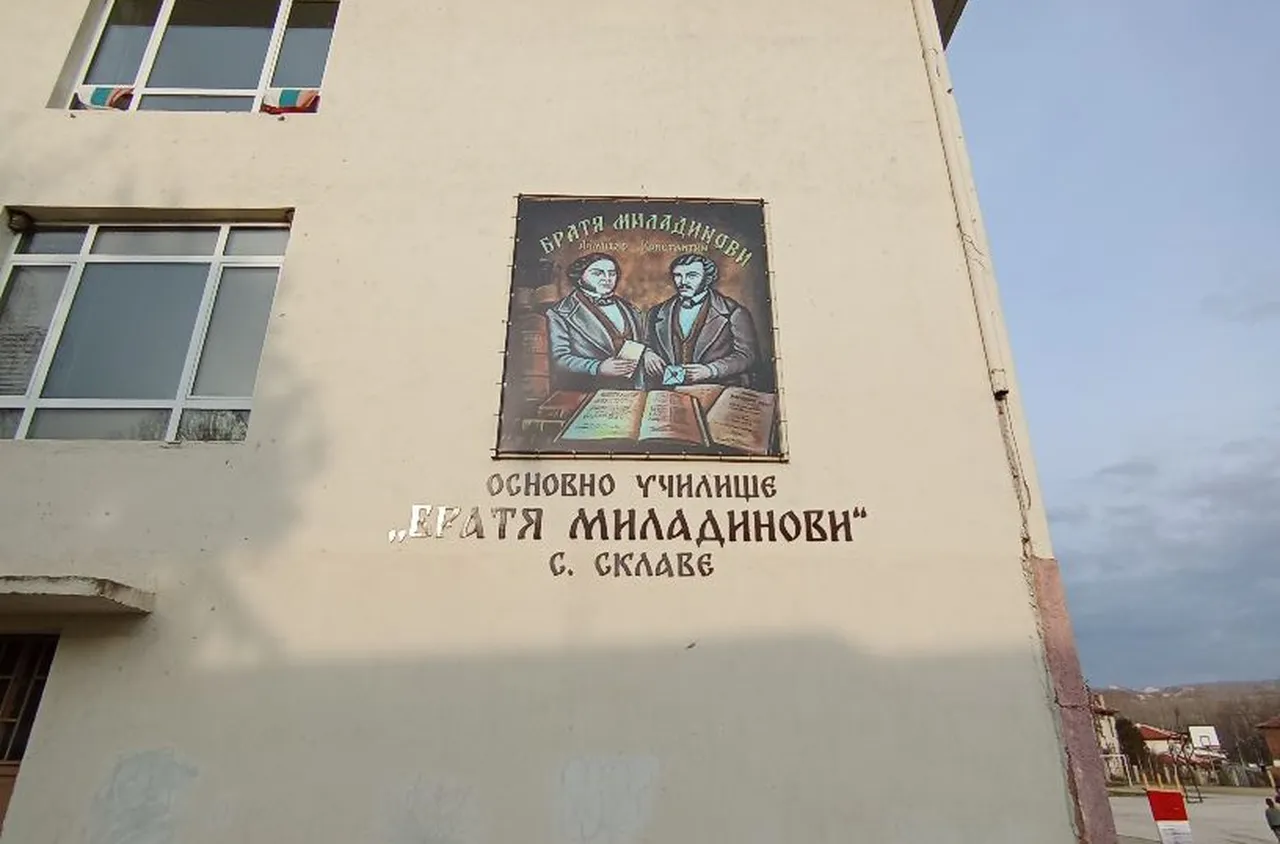 БРАТЯ МИЛАДИНОВИ
Димитър Константин
ОСНОВНО УЧИЛИЩЕ
„БРАТЯ МИЛАДИНОВИ“
С. СКЛАВЕ